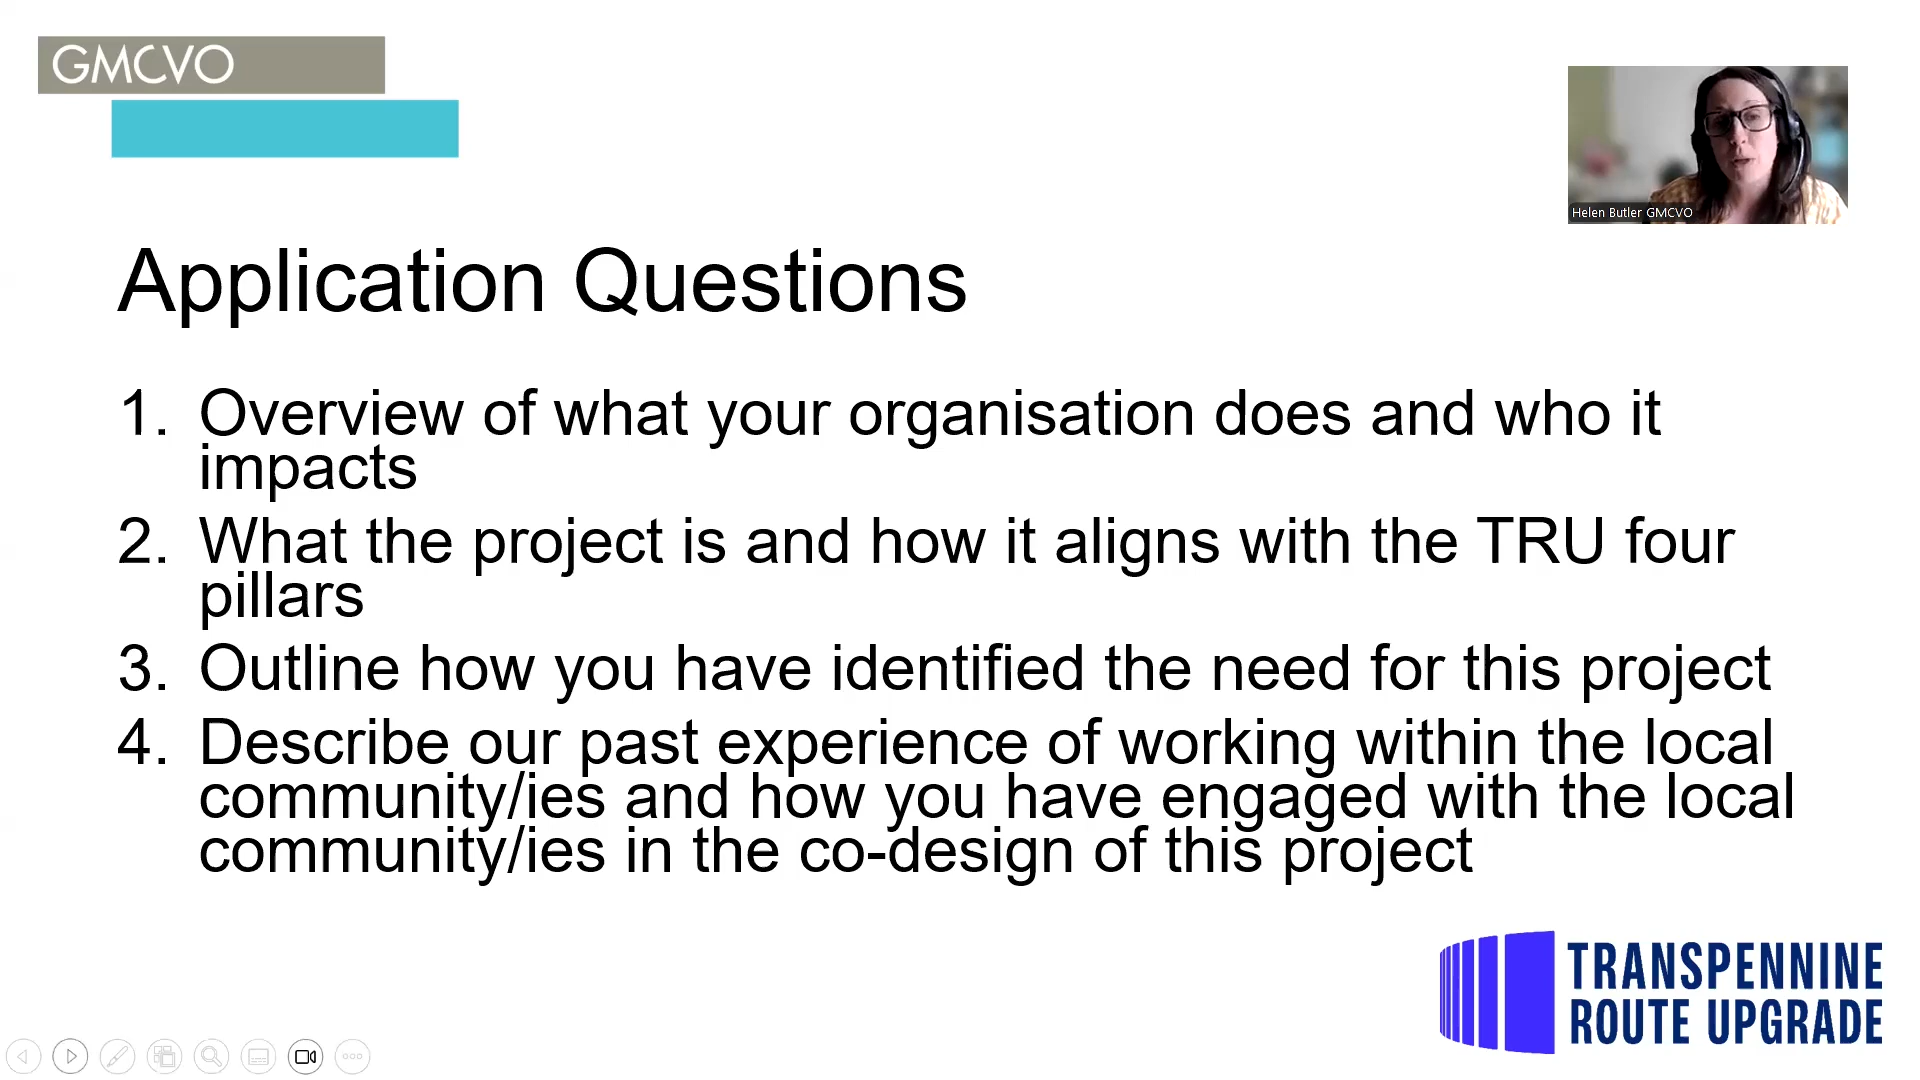 GMCVO
Helen Butler GMCVO
Application Questions
1. Overview of what your organisation does and who it
impacts
2. What the project is and how it aligns with the TRU four
pillars
3. Outline how you have identified the need for this project
4. Describe our past experience of working within the local
community/ies and how you have engaged with the local
community/ies in the co-design of this project
TRANSPENNINE
ROUTE UPGRADE